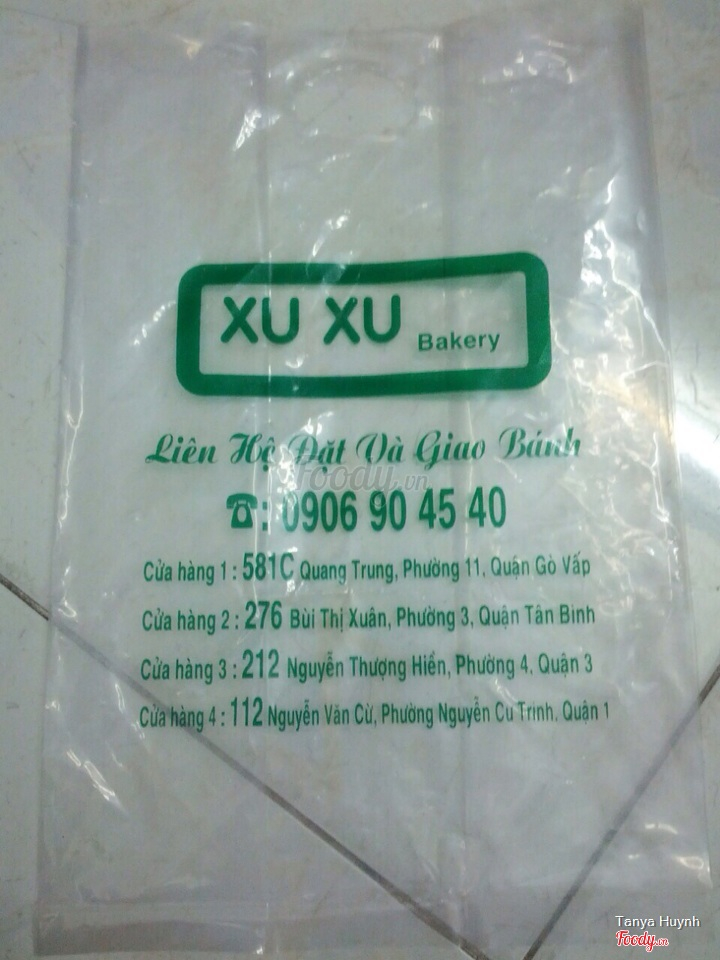 XU XU Bakery
Liên Hệ Đặt Và Giao Bánh
Foody.vn
☎: 0906 90 45 40
Cửa hàng 1 : 581C Quang Trung, Phường 11, Quận Gò Vấp
Cửa hàng 2 : 276 Bùi Thị Xuân, Phường 3, Quận Tân Bình
Cửa hàng 3 : 212 Nguyễn Thượng Hiền, Phường 4, Quận 3
Cửa hàng 4 : 112 Nguyễn Văn Cừ, Phường Nguyễn Cư Trinh, Quận 1
Tanya Huynh
Foody.vn